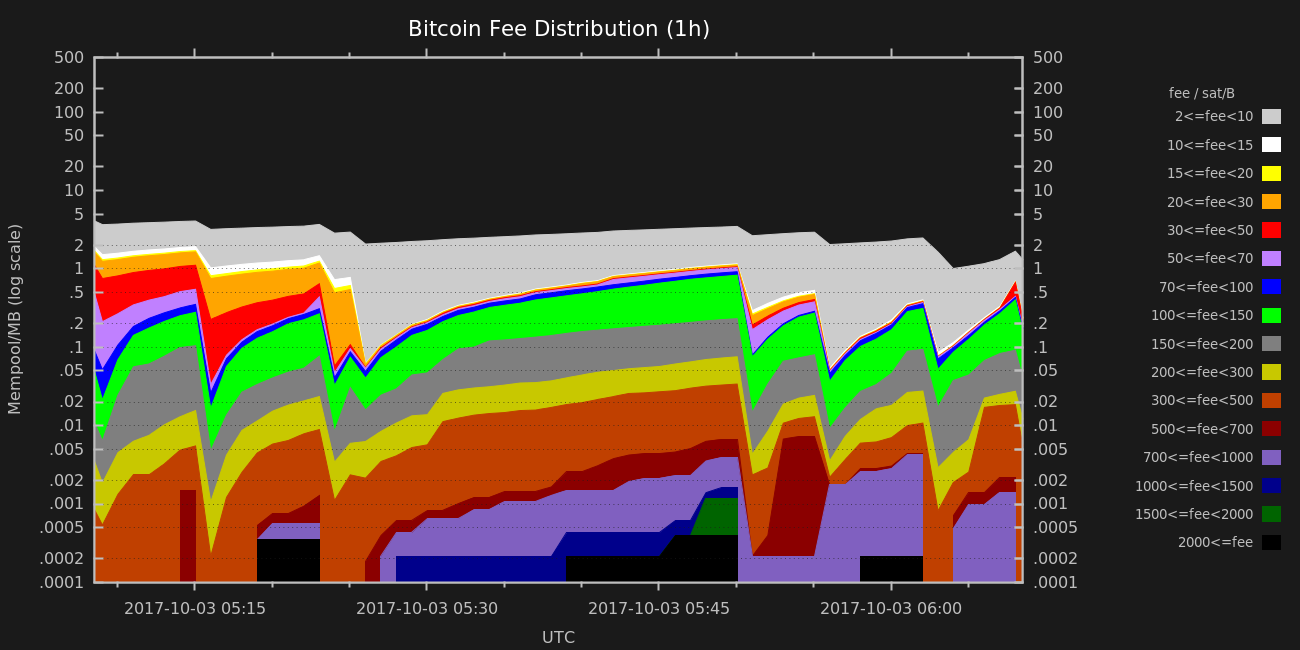 Bitcoin Fee Distribution (1h)
500 500
200 200
100 100
50 50
20 20
10 10
5 5
2 2
1 1
.5 .5
.2 .2
.1 .1
.05 .05
.02 .02
.01 .01
.005 .005
.002 .002
.001 .001
.0005 .0005
.0002 .0002
.0001 .0001
Mempool/MB (log scale)
2017-10-03 05:15 2017-10-03 05:30 2017-10-03 05:45 2017-10-03 06:00
UTC
fee / sat/B
2<=fee<10
10<=fee<15
15<=fee<20
20<=fee<30
30<=fee<50
50<=fee<70
70<=fee<100
100<=fee<150
150<=fee<200
200<=fee<300
300<=fee<500
500<=fee<700
700<=fee<1000
1000<=fee<1500
1500<=fee<2000
2000<=fee